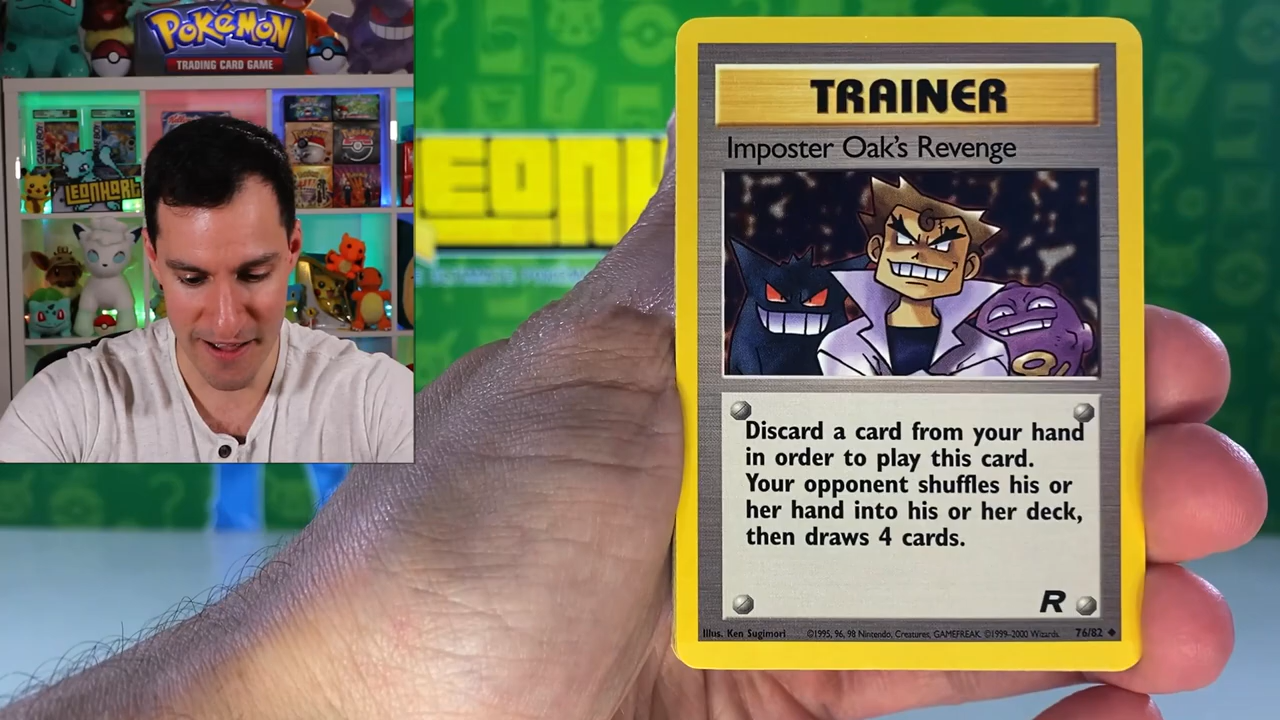 Pokémon
TRADING CARD GAME
LEONHART
TRAINER
Imposter Oak's Revenge
Discard a card from your hand
in order to play this card.
Your opponent shuffles his or
her hand into his or her deck,
then draws 4 cards.
R
Illus. Ken Sugimori ©1995, 96, 98 Nintendo, Creatures, GAMEFREAK. ©1999-2000 Wizards. 76/82